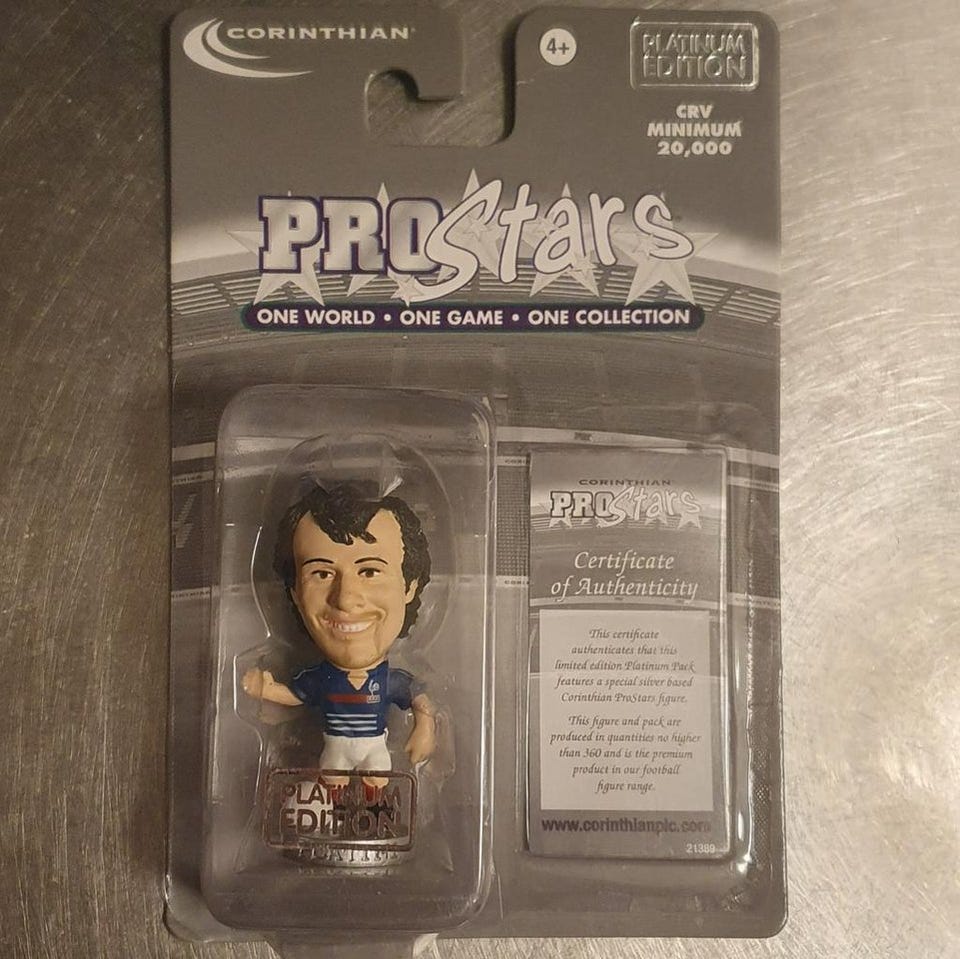 CORINTHIAN
4+
PLATINUM
EDITION
CRV
MINIMUM
20,000
PROStars
ONE WORLD • ONE GAME • ONE COLLECTION
CORINTHIAN
PROStars
Certificate
of Authenticity
This certificate
authenticates that this
limited edition Platinum Pack
features a special silver based
Corinthian ProStars figure.
This figure and pack are
produced in quantities no higher
than 360 and is the premium
product in our football
figure range.
www.corinthianplc.com
21389
PLATINUM
EDITION
PLATINI